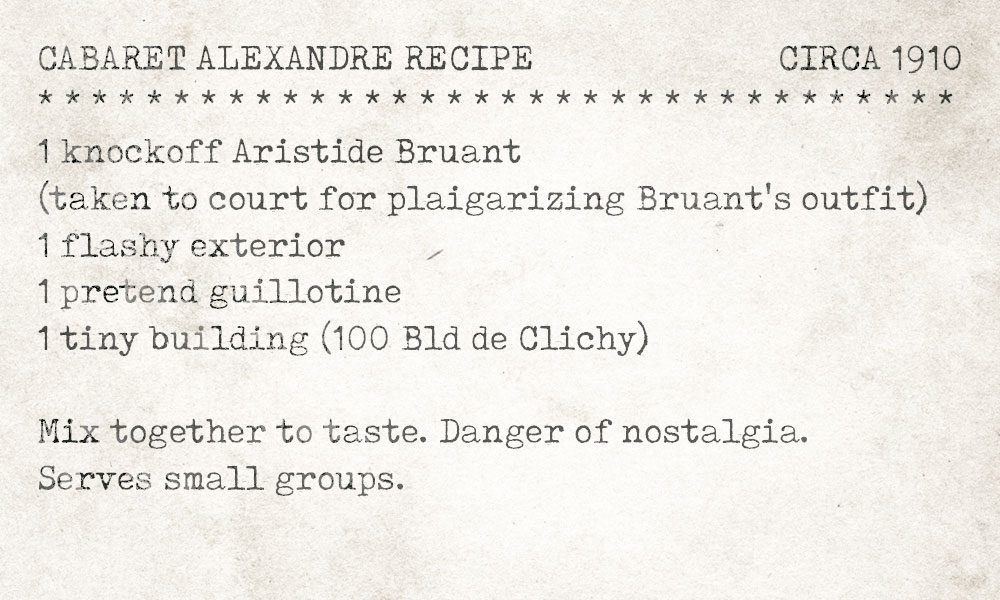 CABARET ALEXANDRE RECIPE CIRCA 1910
* * * * * * * * * * * * * * * * * * * * * * * * * * * * * * * * * *
1 knockoff Aristide Bruant
(taken to court for plaigarizing Bruant's outfit)
1 flashy exterior
1 pretend guillotine
1 tiny building (100 Bld de Clichy)
Mix together to taste. Danger of nostalgia.
Serves small groups.